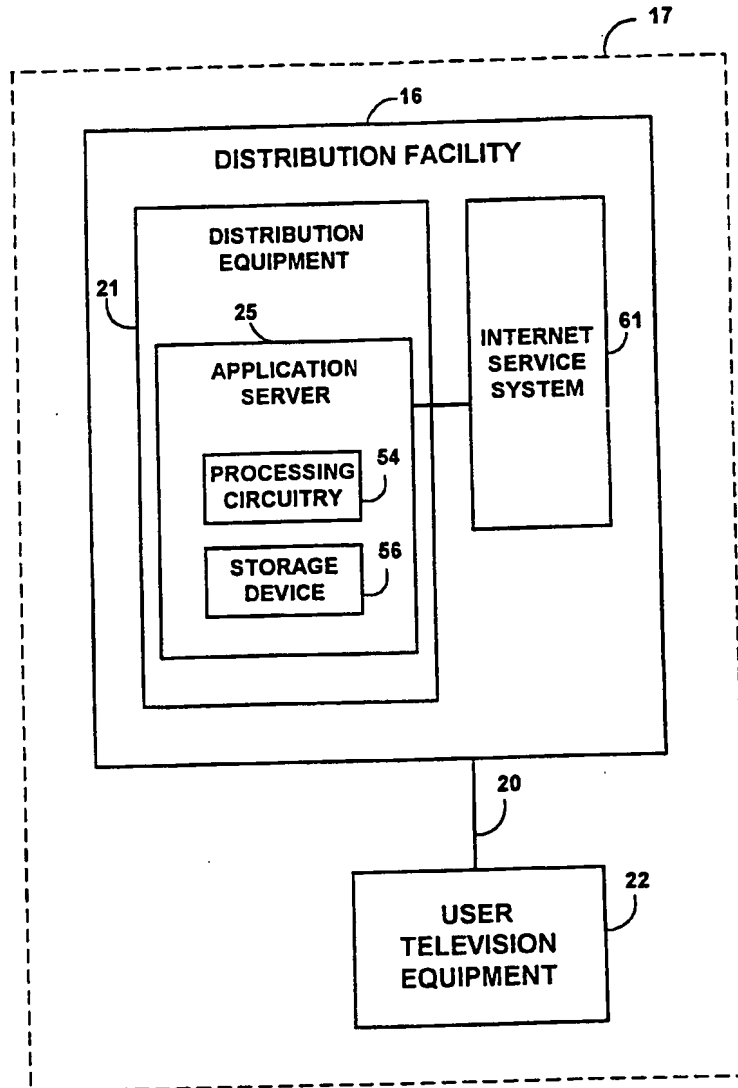 17
16
DISTRIBUTION FACILITY
DISTRIBUTION
EQUIPMENT
21
25
APPLICATION
SERVER
PROCESSING
CIRCUITRY
54
STORAGE
DEVICE
56
INTERNET
SERVICE
SYSTEM
61
20
USER
TELEVISION
EQUIPMENT
22